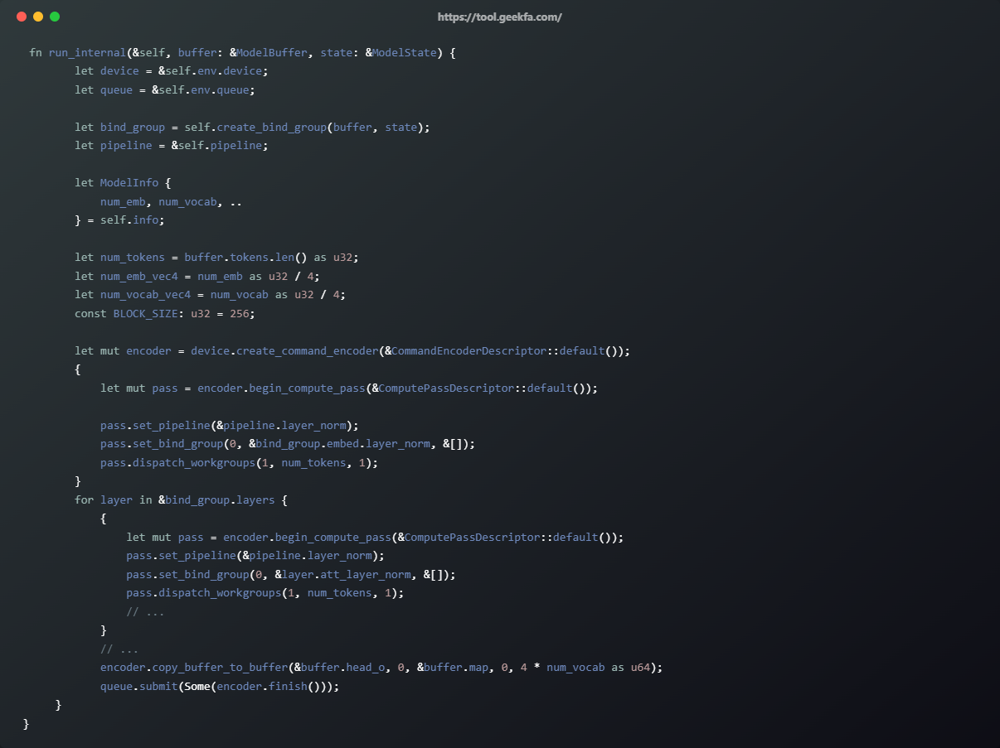 https://tool.geekfa.com/
fn run_internal(&self, buffer: &ModelBuffer, state: &ModelState) {
let device = &self.env.device;
let queue = &self.env.queue;
let bind_group = self.create_bind_group(buffer, state);
let pipeline = &self.pipeline;
let ModelInfo {
num_emb, num_vocab, ..
} = self.info;
let num_tokens = buffer.tokens.len() as u32;
let num_emb_vec4 = num_emb as u32 / 4;
let num_vocab_vec4 = num_vocab as u32 / 4;
const BLOCK_SIZE: u32 = 256;
let mut encoder = device.create_command_encoder(&CommandEncoderDescriptor::default());
{
let mut pass = encoder.begin_compute_pass(&ComputePassDescriptor::default());
pass.set_pipeline(&pipeline.layer_norm);
pass.set_bind_group(0, &bind_group.embed.layer_norm, &[]);
pass.dispatch_workgroups(1, num_tokens, 1);
}
for layer in &bind_group.layers {
{
let mut pass = encoder.begin_compute_pass(&ComputePassDescriptor::default());
pass.set_pipeline(&pipeline.layer_norm);
pass.set_bind_group(0, &layer.att_layer_norm, &[]);
pass.dispatch_workgroups(1, num_tokens, 1);
// ...
}
// ...
encoder.copy_buffer_to_buffer(&buffer.head_o, 0, &buffer.map, 0, 4 * num_vocab as u64);
queue.submit(Some(encoder.finish()));
}
}